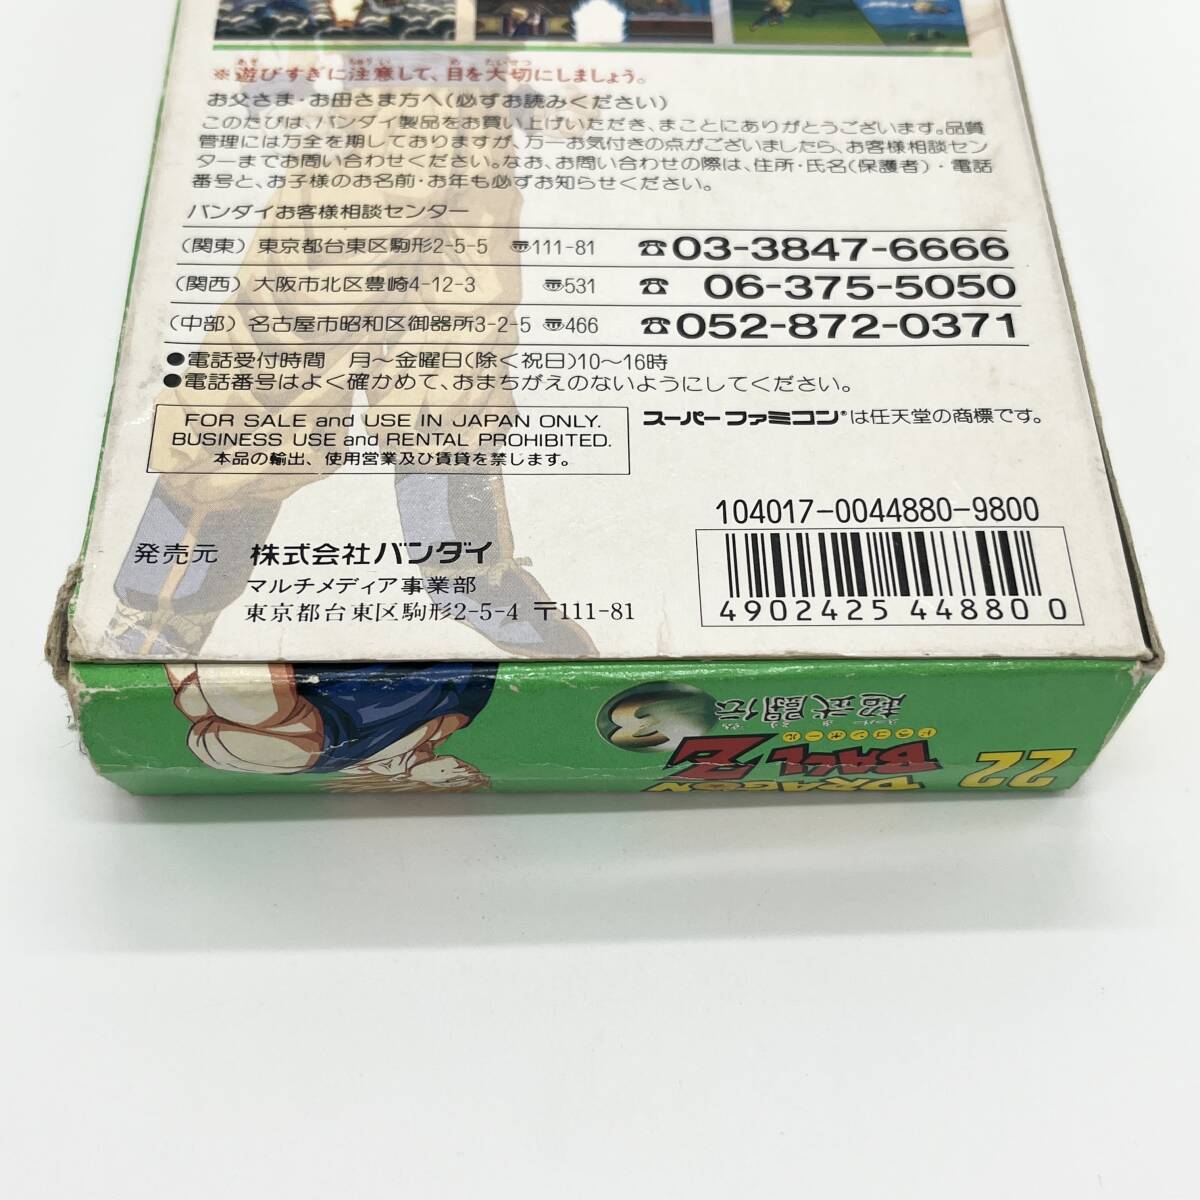 ※遊びすぎに注意して、目を大切にしましょう。
お父さま・お母さま方へ(必ずお読みください)
このたびは、バンダイ製品をお買い上げいただき、まことにありがとうございます。品質
管理には万全を期しておりますが、万一お気付きの点がございましたら、お客様相談セン
ターまでお問い合わせください。なお、お問い合わせの際は、住所・氏名(保護者)・電話
番号と、お子様のお名前・お年も必ずお知らせください。
バンダイお客様相談センター
(関東) 東京都台東区駒形2-5-5 〠111-81 ☎03-3847-6666
(関西) 大阪市北区豊崎4-12-3 〠531 ☎ 06-375-5050
(中部) 名古屋市昭和区御器所3-2-5 〠466 ☎052-872-0371
●電話受付時間 月〜金曜日(除く祝日)10〜16時
●電話番号はよく確かめて、おまちがえのないようにしてください。
FOR SALE and USE IN JAPAN ONLY.
BUSINESS USE and RENTAL PROHIBITED.
本品の輸出、使用営業及び賃貸を禁じます。
スーパーファミコン®は任天堂の商標です。
104017-0044880-9800
4902425 448800
発売元 株式会社バンダイ
マルチメディア事業部
東京都台東区駒形2-5-4 〒111-81
22
DRAGON
BALL Z
ドラゴンボール
超武闘伝
3